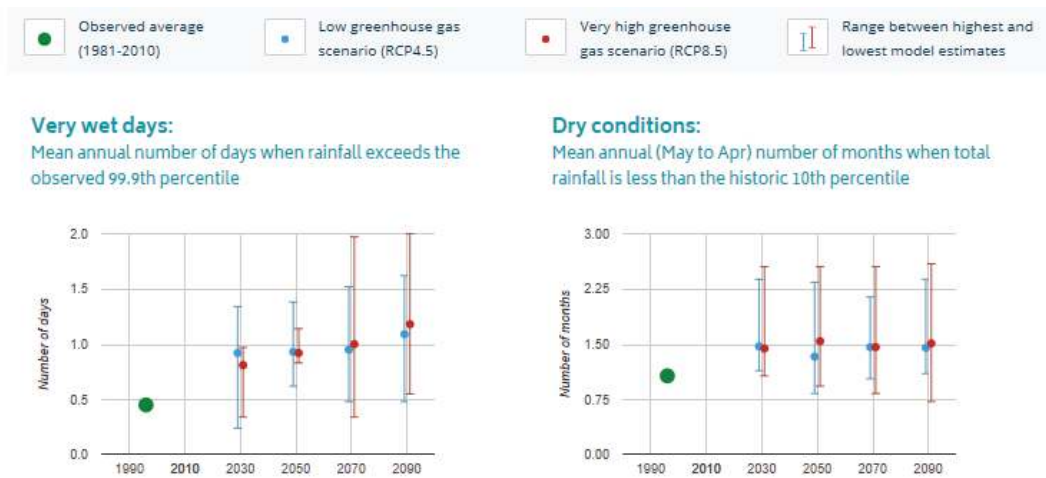 Observed average
(1981-2010)
Low greenhouse gas
scenario (RCP4.5)
Very high greenhouse
gas scenario (RCP8.5)
Range between highest and
lowest model estimates
Very wet days:
Mean annual number of days when rainfall exceeds the
observed 99.9th percentile
Number of days
2.0
1.5
1.0
0.5
0.0
1990 2010 2030 2050 2070 2090
Dry conditions:
Mean annual (May to Apr) number of months when total
rainfall is less than the historic 10th percentile
Number of months
3.00
2.25
1.50
0.75
0.00
1990 2010 2030 2050 2070 2090